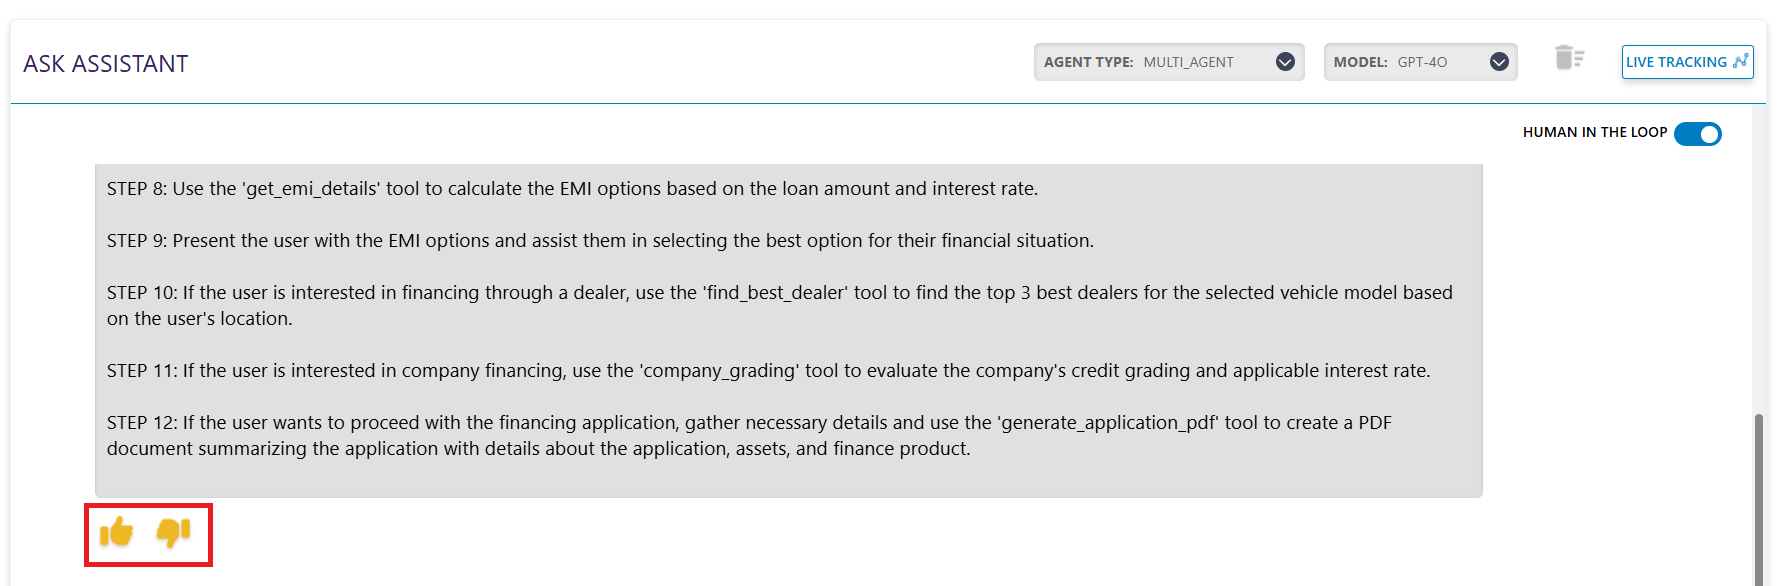 ASK ASSISTANT
AGENT TYPE: MULTI_AGENT
MODEL: GPT-4O
LIVE TRACKING
HUMAN IN THE LOOP
STEP 8: Use the 'get_emi_details' tool to calculate the EMI options based on the loan amount and interest rate.
STEP 9: Present the user with the EMI options and assist them in selecting the best option for their financial situation.
STEP 10: If the user is interested in financing through a dealer, use the 'find_best_dealer' tool to find the top 3 best dealers for the selected vehicle model based
on the user's location.
STEP 11: If the user is interested in company financing, use the 'company_grading' tool to evaluate the company's credit grading and applicable interest rate.
STEP 12: If the user wants to proceed with the financing application, gather necessary details and use the 'generate_application_pdf' tool to create a PDF
document summarizing the application with details about the application, assets, and finance product.